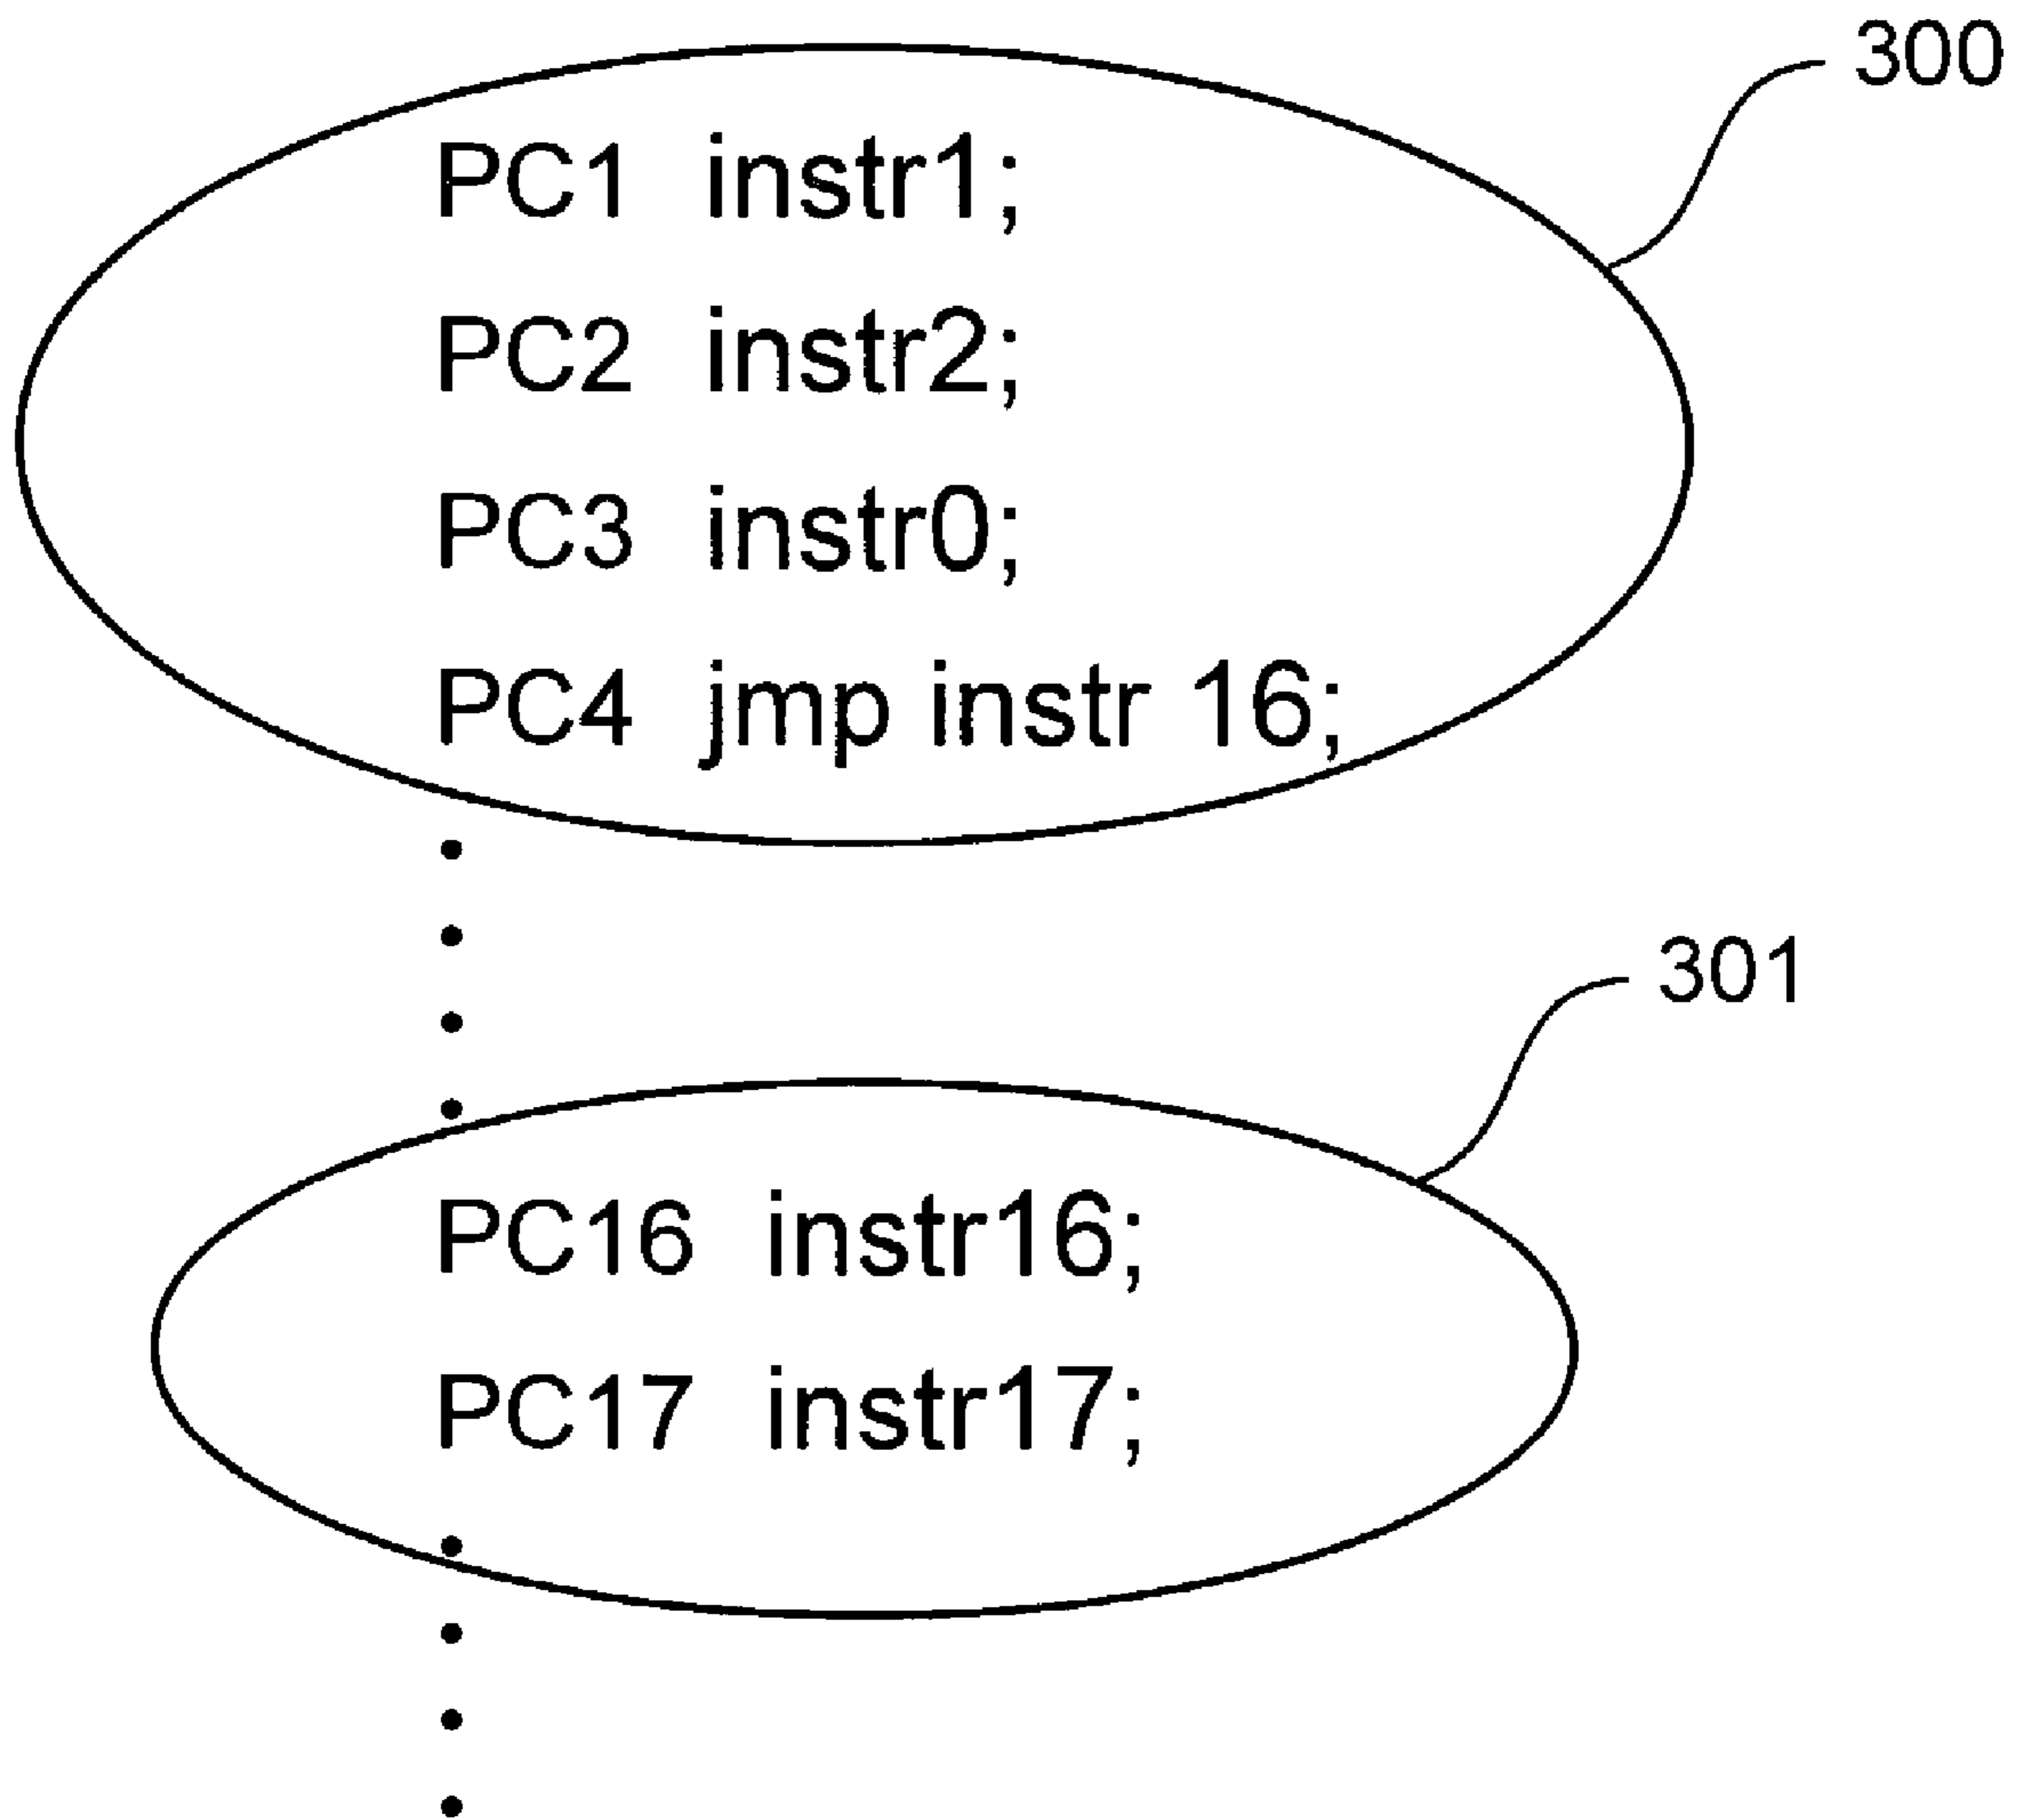 300
PC1 instr1;
PC2 instr2;
PC3 instr0;
PC4 jmp instr 16;
301
PC16 instr16;
PC17 instr17;